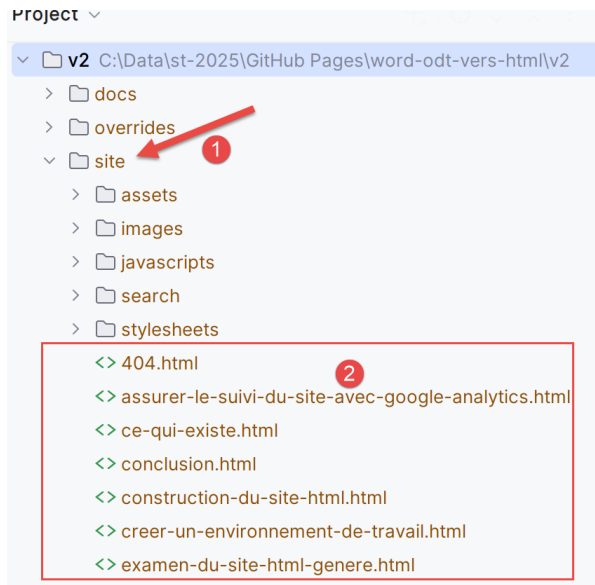 Project
v2 C:\Data\st-2025\GitHub Pages\word-odt-vers-html\v2
docs
overrides
1
site
assets
images
javascripts
search
stylesheets
404.html
2
assurer-le-suivi-du-site-avec-google-analytics.html
ce-qui-existe.html
conclusion.html
construction-du-site-html.html
creer-un-environnement-de-travail.html
examen-du-site-html-genere.html